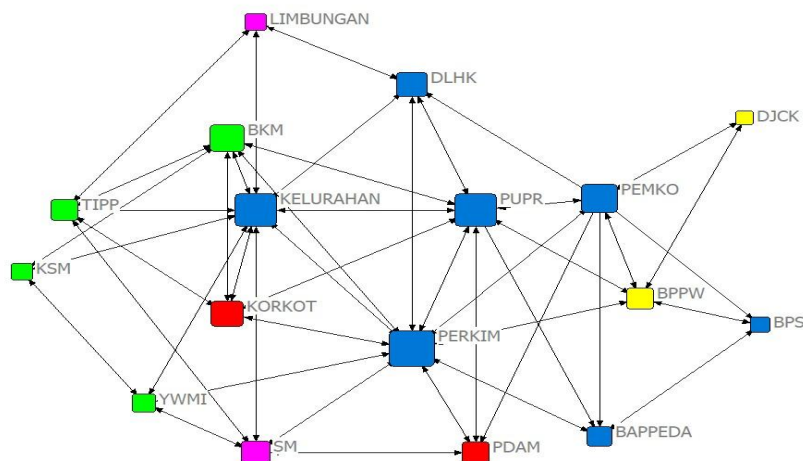 LIMBUNGAN
DLHK
DJCK
BKM
KELURAHAN
PUPR
PEMKO
TIPP
KSM
KORKOT
BPPW
BPS
PERKIM
YWMI
SM
PDAM
BAPPEDA